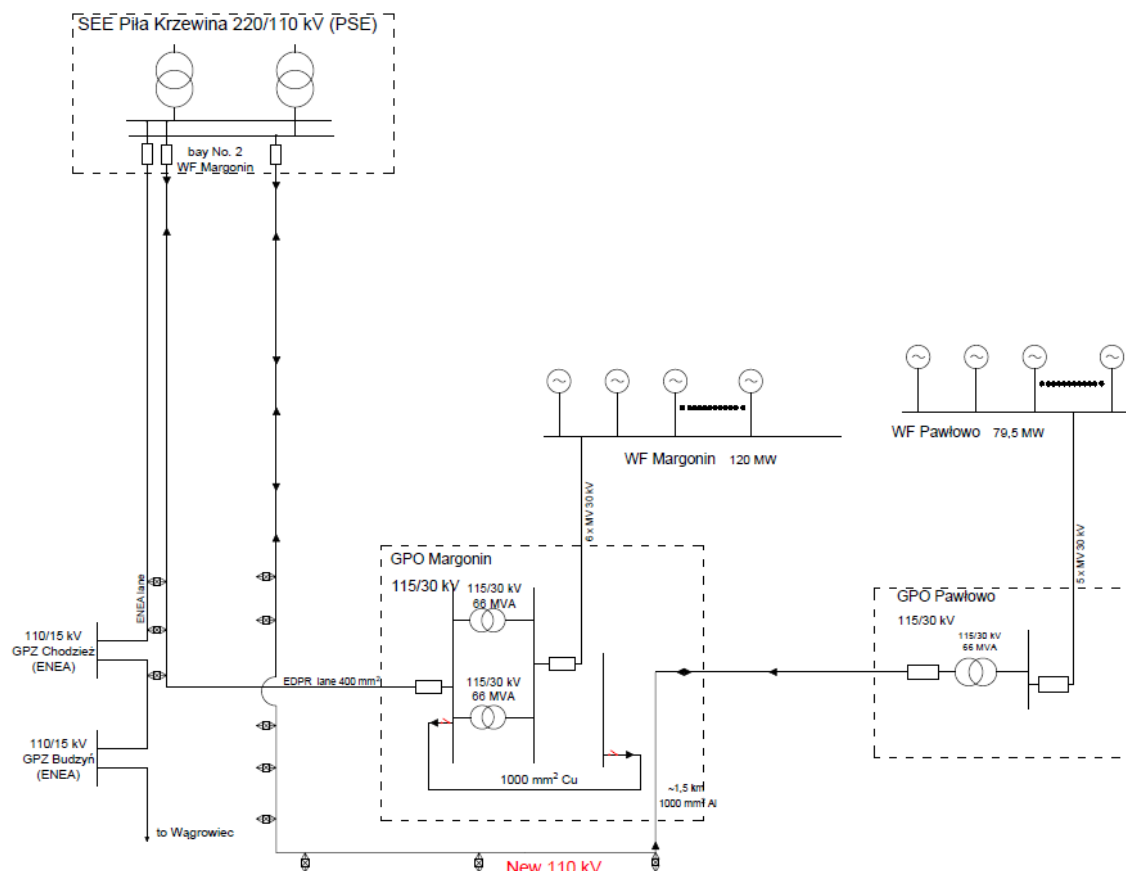 SEE Piła Krzewina 220/110 kV (PSE)
bay No. 2
WF Margonin
WF Margonin 120 MW
WF Pawłowo 79,5 MW
6 x MV 30 kV
5 x MV 30 kV
ENEA lane
GPO Margonin
115/30 kV
115/30 kV
66 MVA
115/30 kV
66 MVA
GPO Pawłowo
115/30 kV
115/30 kV
66 MVA
110/15 kV
GPZ Chodzież
(ENEA)
EDPR lane 400 mm²
110/15 kV
GPZ Budzyń
(ENEA)
1000 mm² Cu
~1,5 km
1000 mm² Al
to Wągrowiec
New 110 kV